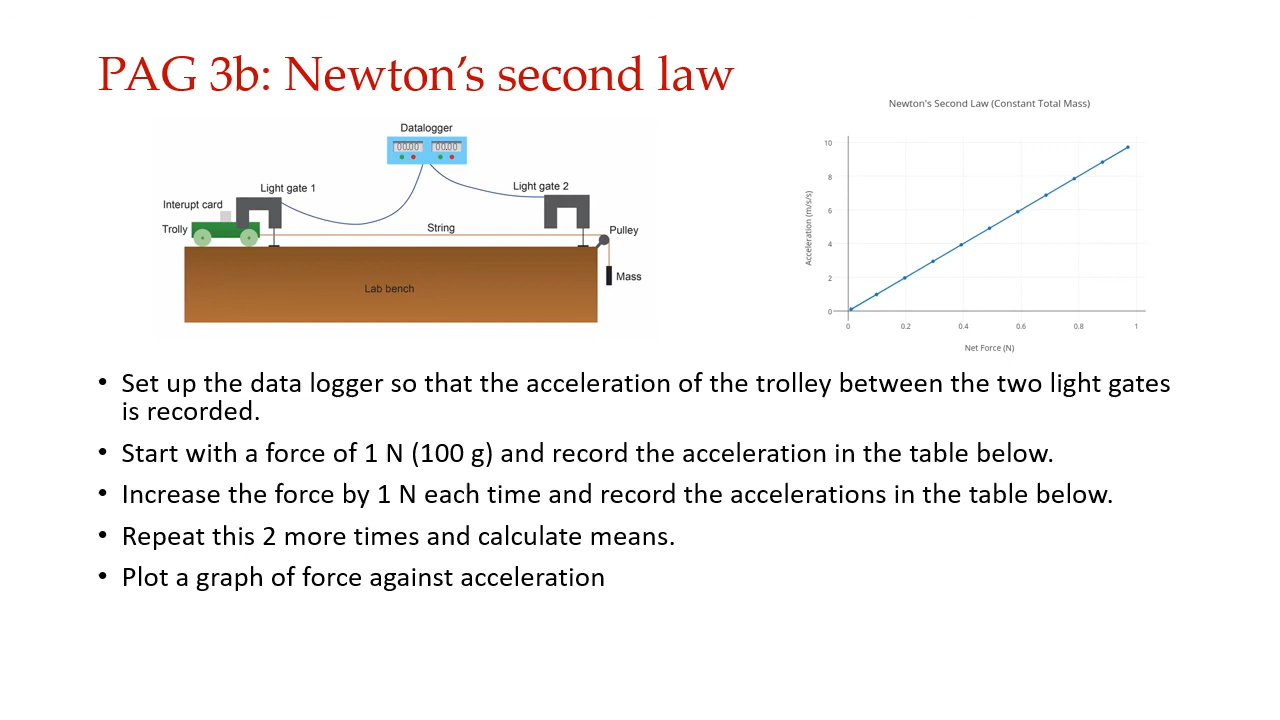 PAG 3b: Newton's second law
Datalogger
00.00 00.00
Light gate 1
Light gate 2
Interupt card
Trolly
String
Pulley
Mass
Lab bench
Newton's Second Law (Constant Total Mass)
Acceleration (m/s/s)
10
8
6
4
2
0
0 0.2 0.4 0.6 0.8 1
Net Force (N)
• Set up the data logger so that the acceleration of the trolley between the two light gates
is recorded.
• Start with a force of 1 N (100 g) and record the acceleration in the table below.
• Increase the force by 1 N each time and record the accelerations in the table below.
• Repeat this 2 more times and calculate means.
• Plot a graph of force against acceleration